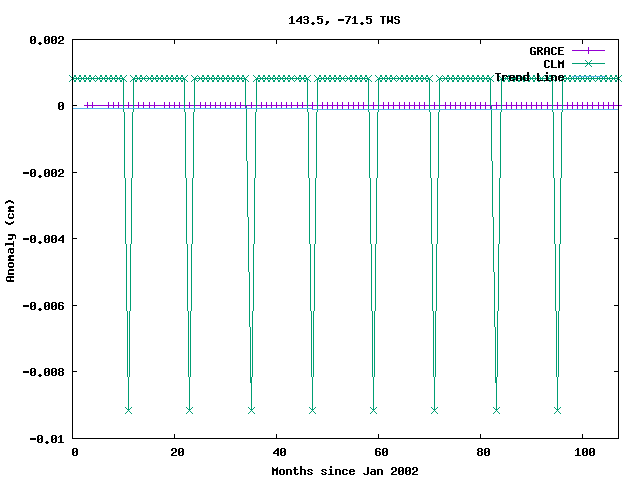 143.5, -71.5 TWS
GRACE
CLM
Trend Line
0.002
0
-0.002
-0.004
-0.006
-0.008
-0.01
Anomaly (cm)
0 20 40 60 80 100
Months since Jan 2002